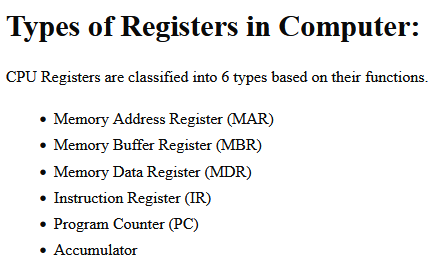 Types of Registers in Computer:
CPU Registers are classified into 6 types based on their functions.
• Memory Address Register (MAR)
• Memory Buffer Register (MBR)
• Memory Data Register (MDR)
• Instruction Register (IR)
• Program Counter (PC)
• Accumulator